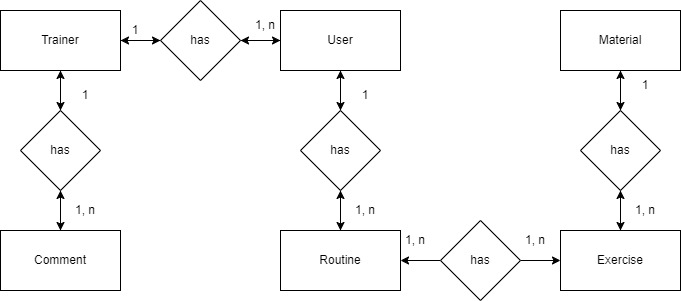 Trainer
1
has
1, n
User
Material
1
1
1
has
has
has
1, n
1, n
1, n
Comment
Routine
1, n
has
1, n
Exercise